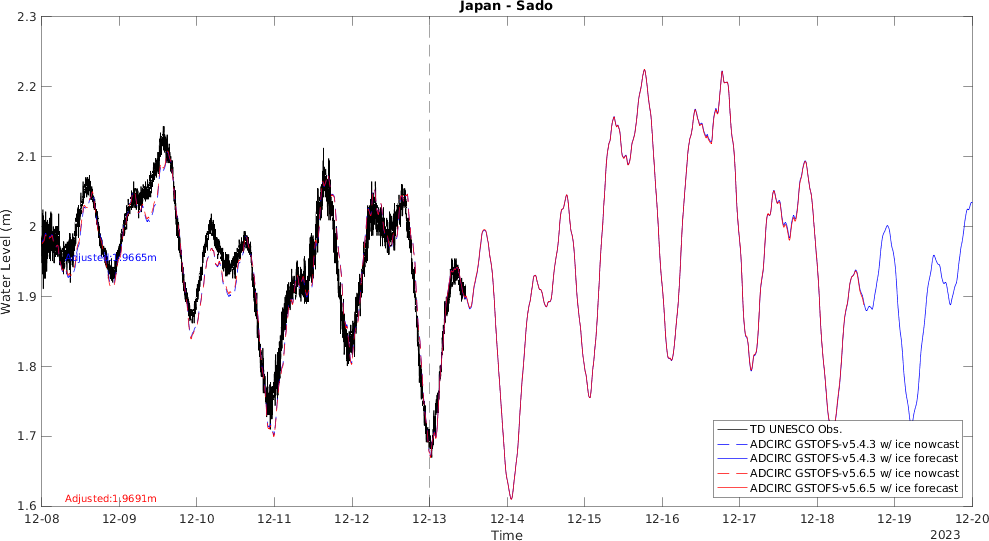 Japan - Sado
2.3
2.2
2.1
2
1.9
1.8
1.7
1.6
Water Level (m)
Adjusted:1.9665m
Adjusted:1.9691m
TD UNESCO Obs.
ADCIRC GSTOFS-v5.4.3 w/ ice nowcast
ADCIRC GSTOFS-v5.4.3 w/ ice forecast
ADCIRC GSTOFS-v5.6.5 w/ ice nowcast
ADCIRC GSTOFS-v5.6.5 w/ ice forecast
12-08 12-09 12-10 12-11 12-12 12-13 12-14 12-15 12-16 12-17 12-18 12-19 12-20
Time
2023